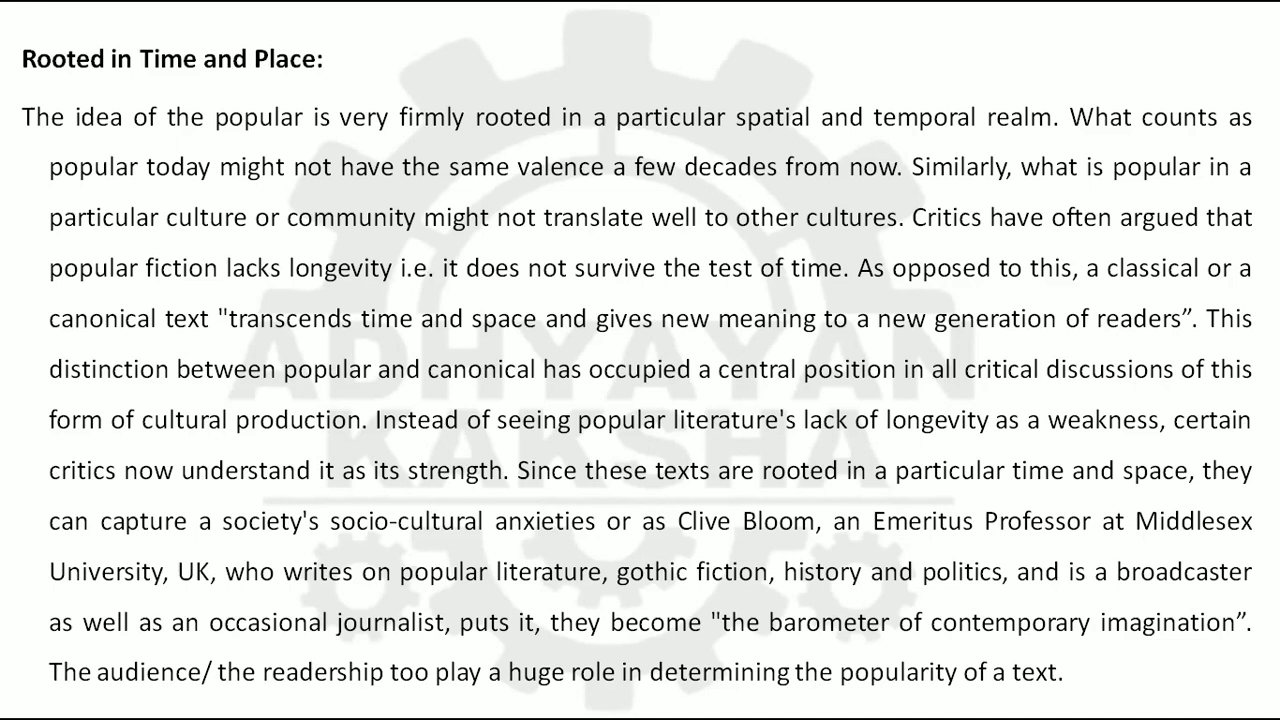 Rooted in Time and Place:
The idea of the popular is very firmly rooted in a particular spatial and temporal realm. What counts as
popular today might not have the same valence a few decades from now. Similarly, what is popular in a
particular culture or community might not translate well to other cultures. Critics have often argued that
popular fiction lacks longevity i.e. it does not survive the test of time. As opposed to this, a classical or a
canonical text "transcends time and space and gives new meaning to a new generation of readers”. This
distinction between popular and canonical has occupied a central position in all critical discussions of this
form of cultural production. Instead of seeing popular literature's lack of longevity as a weakness, certain
critics now understand it as its strength. Since these texts are rooted in a particular time and space, they
can capture a society's socio-cultural anxieties or as Clive Bloom, an Emeritus Professor at Middlesex
University, UK, who writes on popular literature, gothic fiction, history and politics, and is a broadcaster
as well as an occasional journalist, puts it, they become "the barometer of contemporary imagination”.
The audience/ the readership too play a huge role in determining the popularity of a text.
ADHYAYAN
KAKSHA